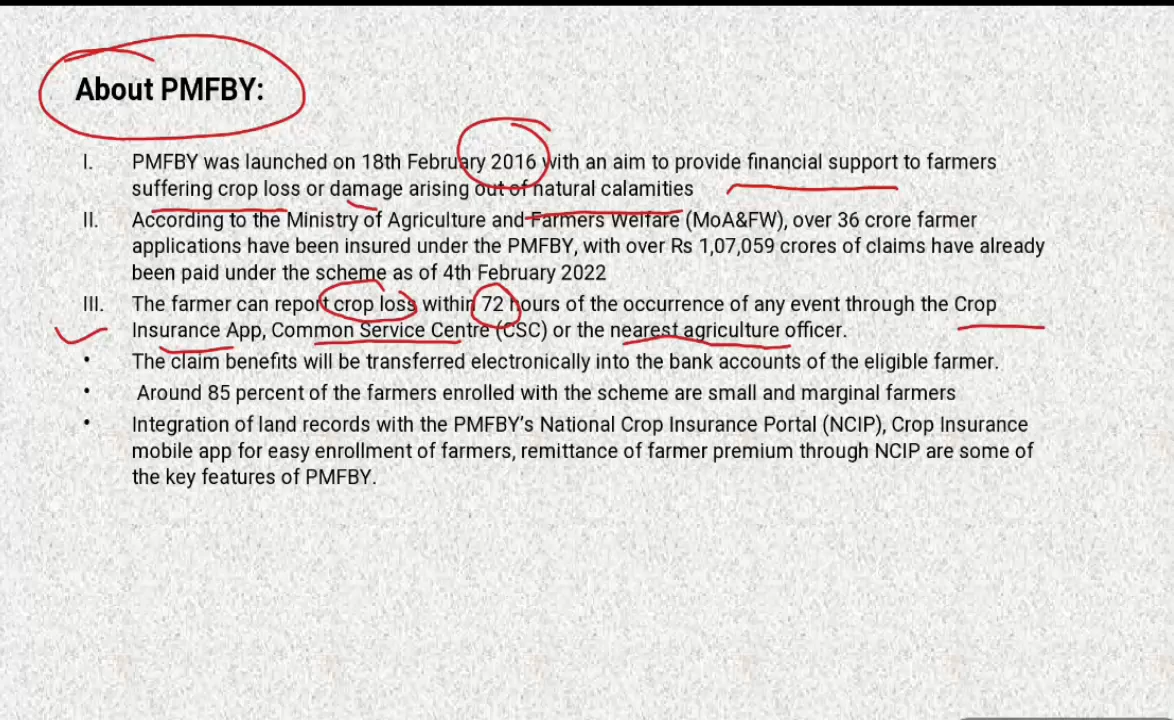 About PMFBY:
I. PMFBY was launched on 18th February 2016 with an aim to provide financial support to farmers
suffering crop loss or damage arising out of natural calamities
II. According to the Ministry of Agriculture and Farmers Welfare (MoA&FW), over 36 crore farmer
applications have been insured under the PMFBY, with over Rs 1,07,059 crores of claims have already
been paid under the scheme as of 4th February 2022
III. The farmer can report crop loss within 72 hours of the occurrence of any event through the Crop
Insurance App, Common Service Centre (CSC) or the nearest agriculture officer.
• The claim benefits will be transferred electronically into the bank accounts of the eligible farmer.
• Around 85 percent of the farmers enrolled with the scheme are small and marginal farmers
• Integration of land records with the PMFBY's National Crop Insurance Portal (NCIP), Crop Insurance
mobile app for easy enrollment of farmers, remittance of farmer premium through NCIP are some of
the key features of PMFBY.